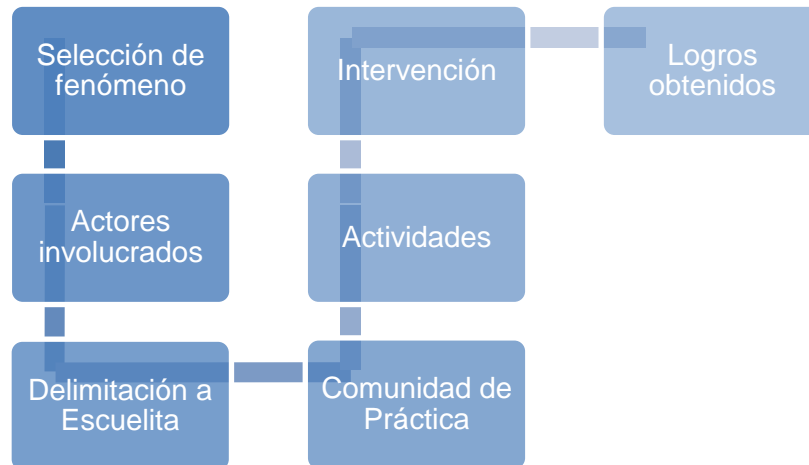 Selección de
fenómeno
Actores
involucrados
Delimitación a
Escuelita
Comunidad de
Práctica
Actividades
Intervención
Logros
obtenidos